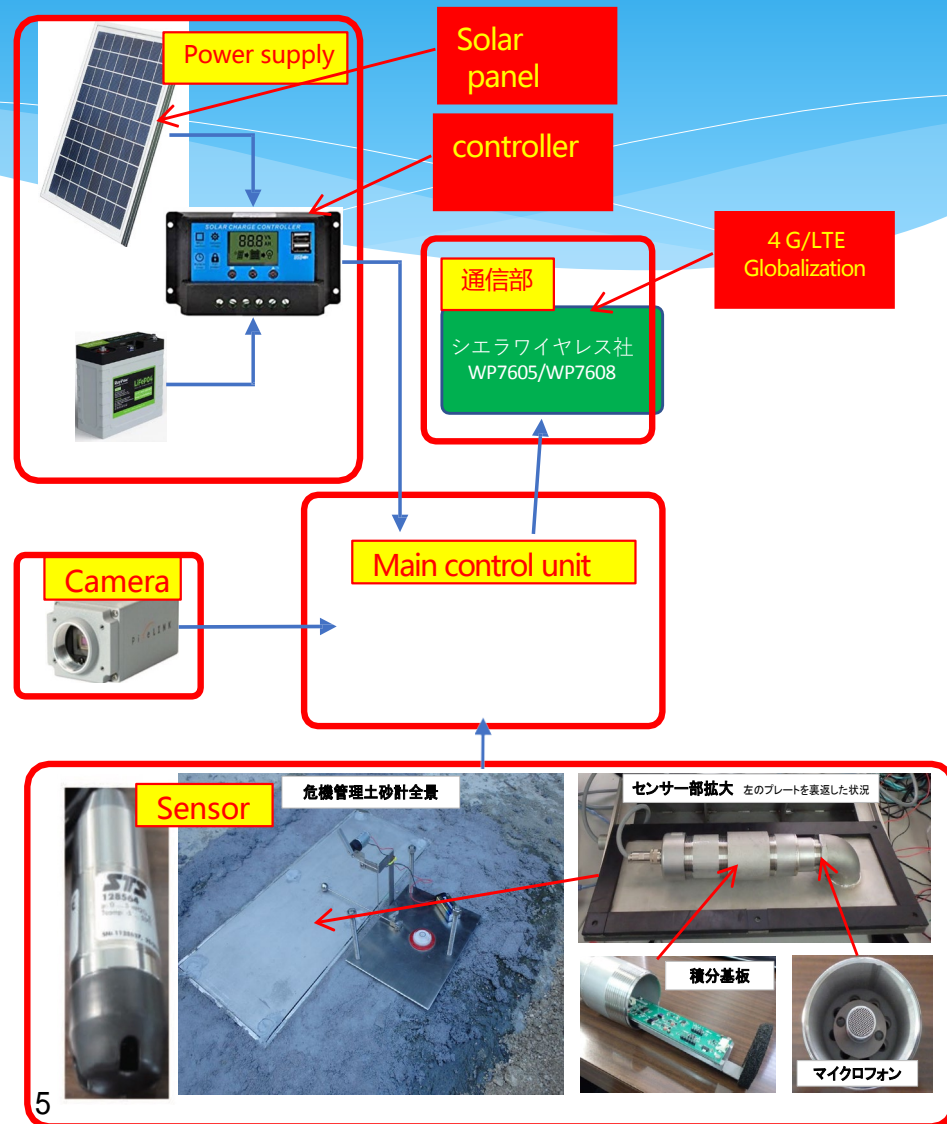 Power supply
Solar
panel
controller
SOLAR CHARGE CONTROLLER
88.8
LiFePO4
通信部
4 G/LTE
Globalization
シエラワイヤレス社
WP7605/WP7608
Main control unit
Camera
Sensor
STS
128564
危機管理土砂計全景
センサー部拡大 左のプレートを裏返した状況
積分基板
マイクロフォン
5